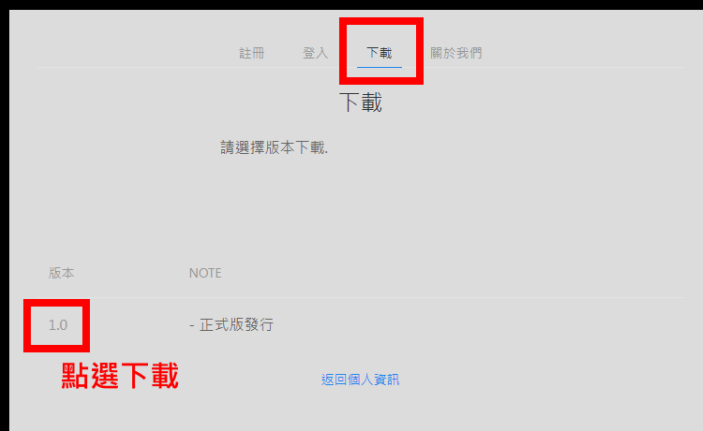 註冊 登入 下載 關於我們
下載
請選擇版本下載.
版本 NOTE
1.0 - 正式版發行
點選下載
返回個人資訊